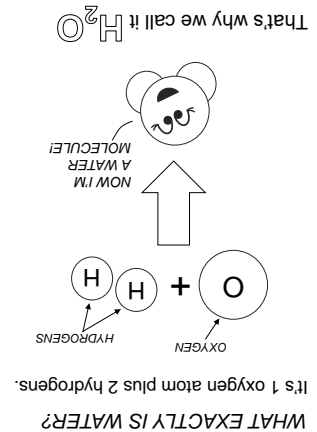 WHAT EXACTLY IS WATER?
It's 1 oxygen atom plus 2 hydrogens.
OXYGEN
HYDROGENS
O + H H
NOW I'M
A WATER
MOLECULE!
That's why we call it H₂O